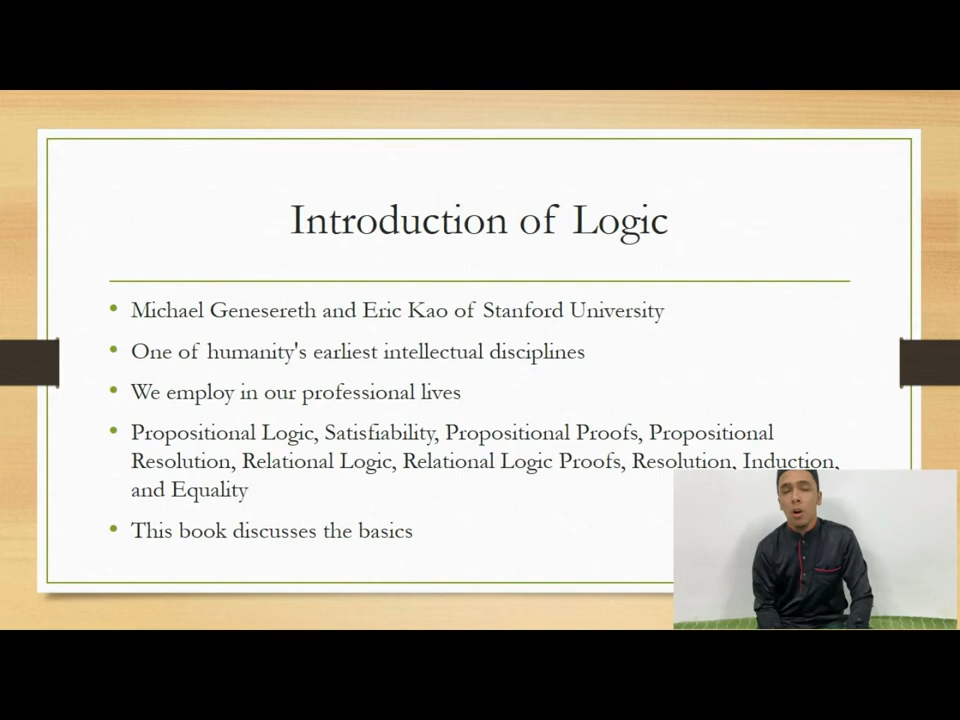 Introduction of Logic
• Michael Genesereth and Eric Kao of Stanford University
• One of humanity's earliest intellectual disciplines
• We employ in our professional lives
• Propositional Logic, Satisfiability, Propositional Proofs, Propositional
Resolution, Relational Logic, Relational Logic Proofs, Resolution, Induction,
and Equality
• This book discusses the basics